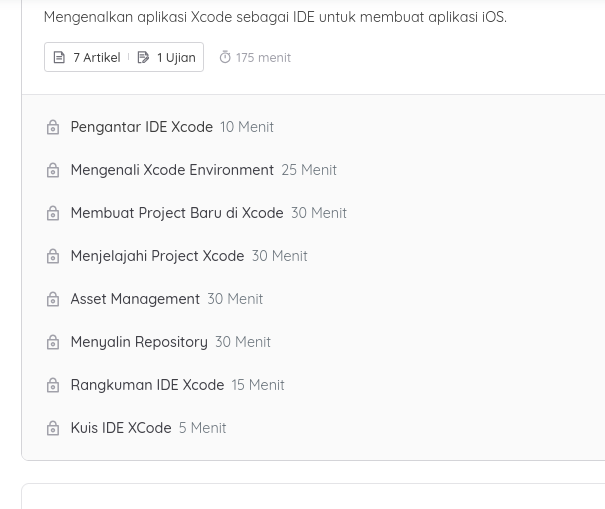 Mengenalkan aplikasi Xcode sebagai IDE untuk membuat aplikasi iOS.
7 Artikel 1 Ujian 175 menit
Pengantar IDE Xcode 10 Menit
Mengenali Xcode Environment 25 Menit
Membuat Project Baru di Xcode 30 Menit
Menjelajahi Project Xcode 30 Menit
Asset Management 30 Menit
Menyalin Repository 30 Menit
Rangkuman IDE Xcode 15 Menit
Kuis IDE XCode 5 Menit